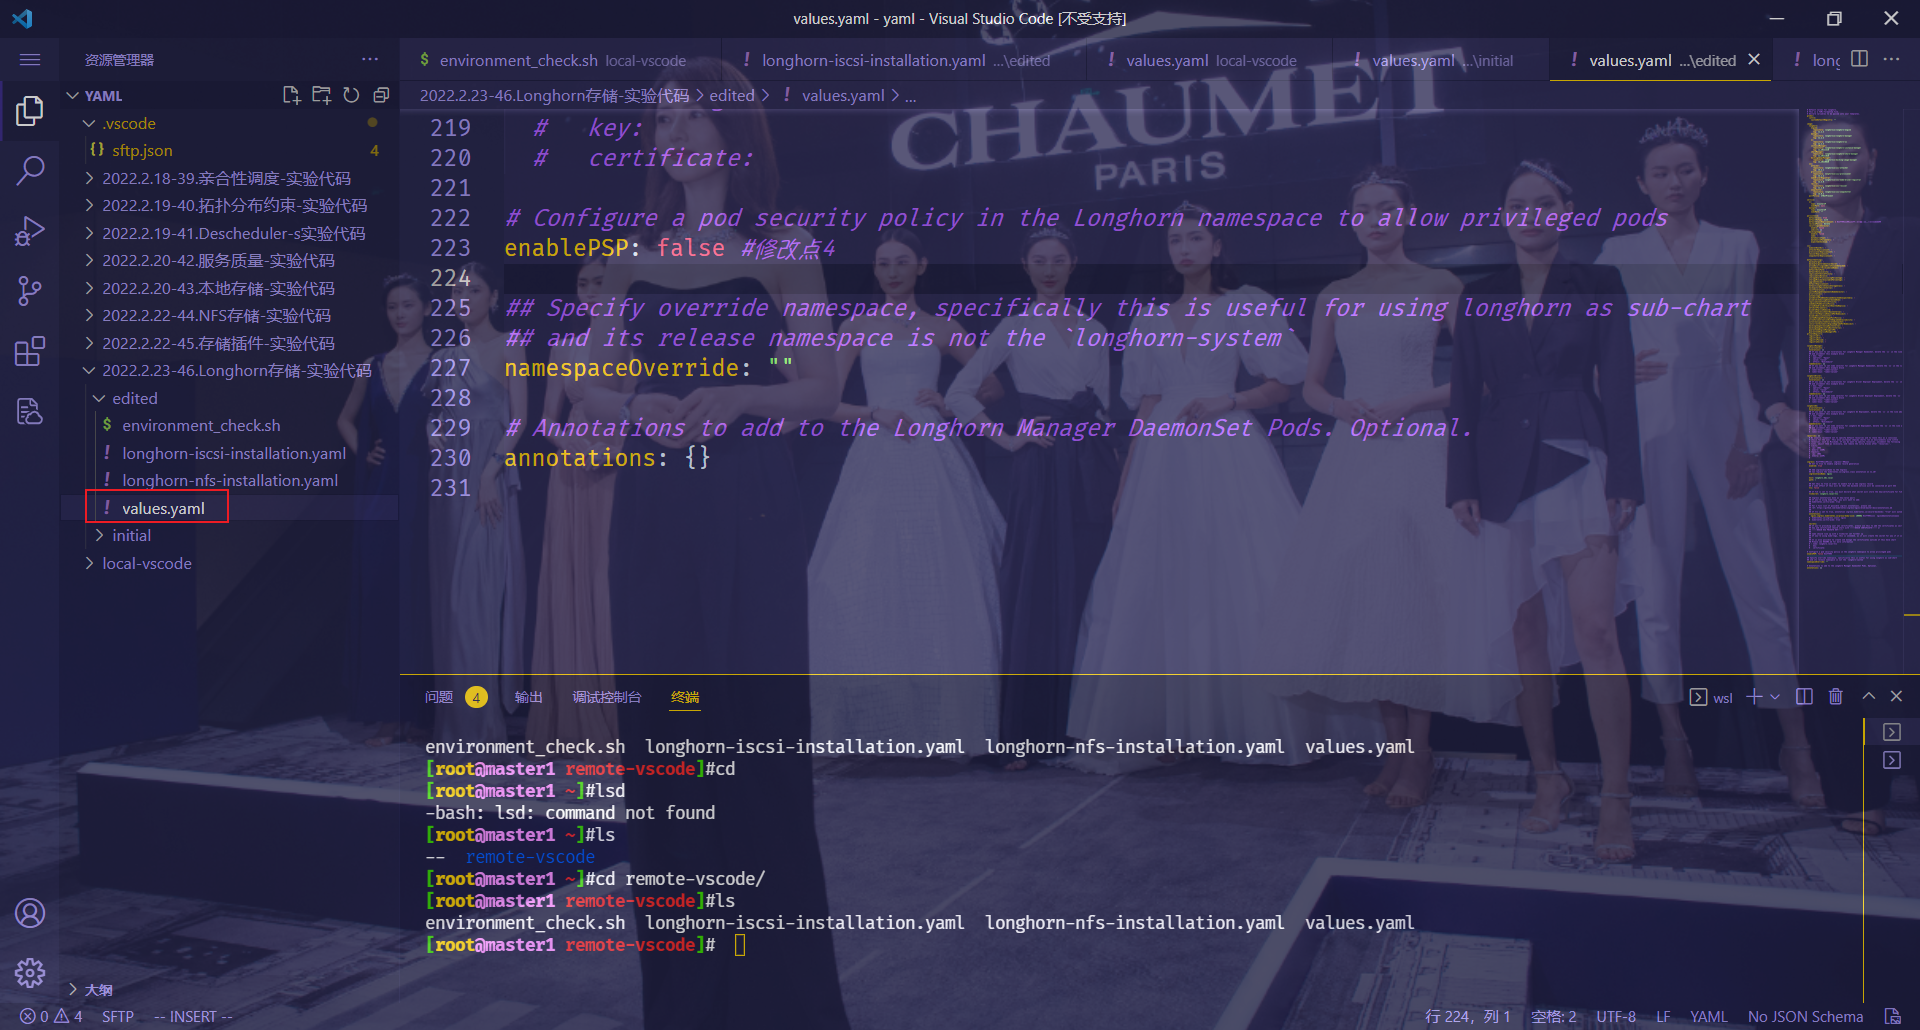 values.yaml - yaml - Visual Studio Code [不受支持]
资源管理器
$ environment_check.sh local-vscode
! longhorn-iscsi-installation.yaml ...\edited
! values.yaml local-vscode
! values.yaml ...\initial
! values.yaml ...\edited
! long
2022.2.23-46.Longhorn存储-实验代码 > edited > ! values.yaml > ...
YAML
.vscode
{} sftp.json 4
2022.2.18-39.亲合性调度-实验代码
2022.2.19-40.拓扑分布约束-实验代码
2022.2.19-41.Descheduler-s实验代码
2022.2.20-42.服务质量-实验代码
2022.2.20-43.本地存储-实验代码
2022.2.22-44.NFS存储-实验代码
2022.2.22-45.存储插件-实验代码
2022.2.23-46.Longhorn存储-实验代码
edited
$ environment_check.sh
! longhorn-iscsi-installation.yaml
! longhorn-nfs-installation.yaml
! values.yaml
initial
local-vscode
大纲
CHAUMET
PARIS
219 #   key:
220 #   certificate:
221
222 # Configure a pod security policy in the Longhorn namespace to allow privileged pods
223 enablePSP: false #修改点4
224
225 ## Specify override namespace, specifically this is useful for using longhorn as sub-chart
226 ## and its release namespace is not the `longhorn-system`
227 namespaceOverride: ""
228
229 # Annotations to add to the Longhorn Manager DaemonSet Pods. Optional.
230 annotations: {}
231
问题 4 输出 调试控制台 终端
wsl
environment_check.sh  longhorn-iscsi-installation.yaml  longhorn-nfs-installation.yaml  values.yaml
[root@master1 remote-vscode]#cd
[root@master1 ~]#lsd
-bash: lsd: command not found
[root@master1 ~]#ls
--  remote-vscode
[root@master1 ~]#cd remote-vscode/
[root@master1 remote-vscode]#ls
environment_check.sh  longhorn-iscsi-installation.yaml  longhorn-nfs-installation.yaml  values.yaml
[root@master1 remote-vscode]#
0 4 SFTP -- INSERT --
行 224，列 1 空格: 2 UTF-8 LF YAML No JSON Schema